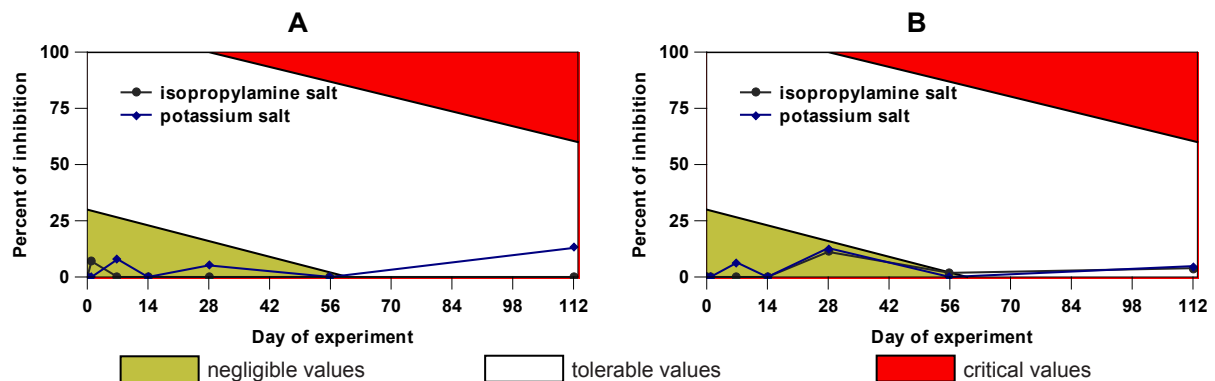 A
100
75
50
25
0
Percent of inhibition
isopropylamine salt
potassium salt
0 14 28 42 56 70 84 98 112
Day of experiment
B
100
75
50
25
0
Percent of inhibition
isopropylamine salt
potassium salt
0 14 28 42 56 70 84 98 112
Day of experiment
negligible values tolerable values critical values